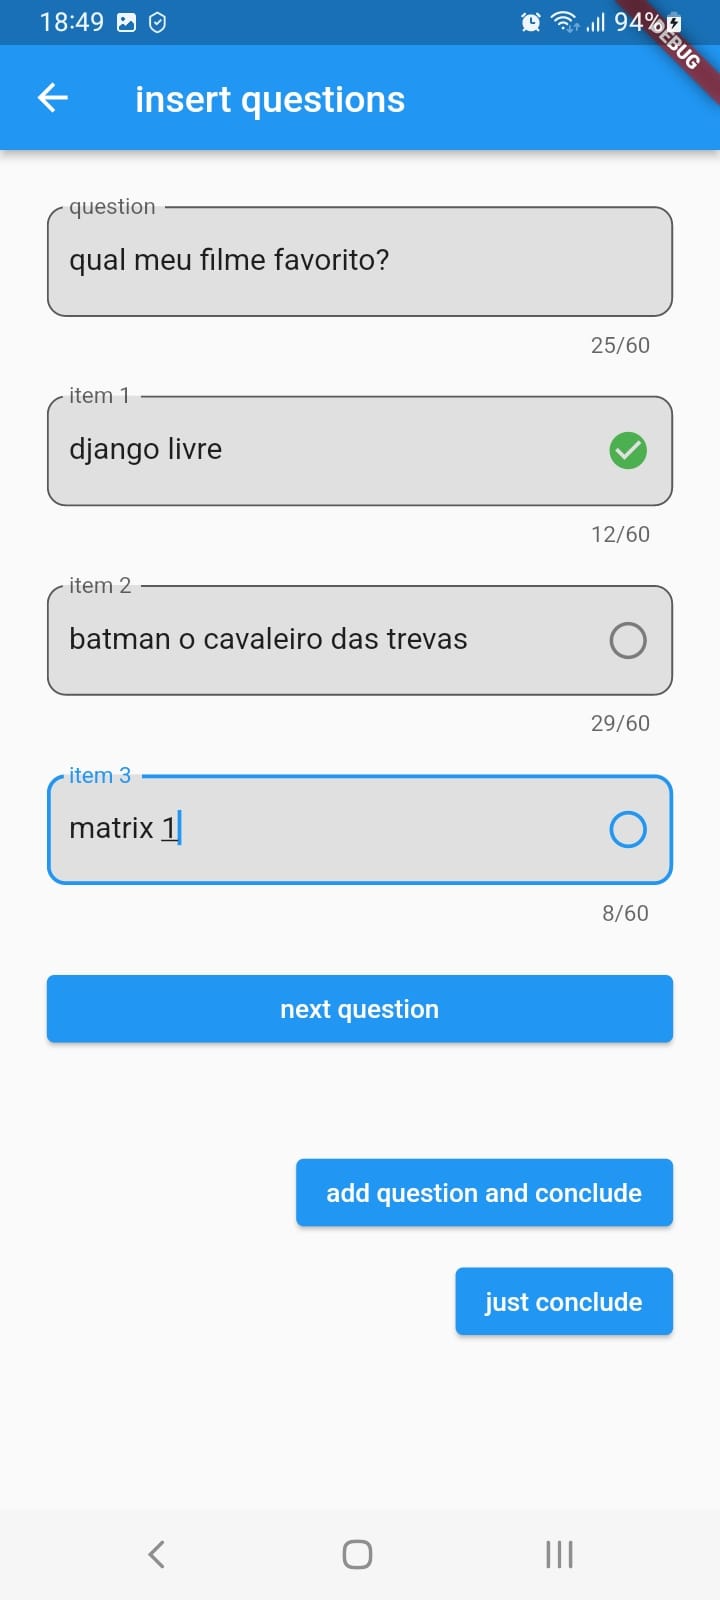 18:49 94%
DEBUG
insert questions
question
qual meu filme favorito?
25/60
item 1
django livre
12/60
item 2
batman o cavaleiro das trevas
29/60
item 3
matrix 1
8/60
next question
add question and conclude
just conclude